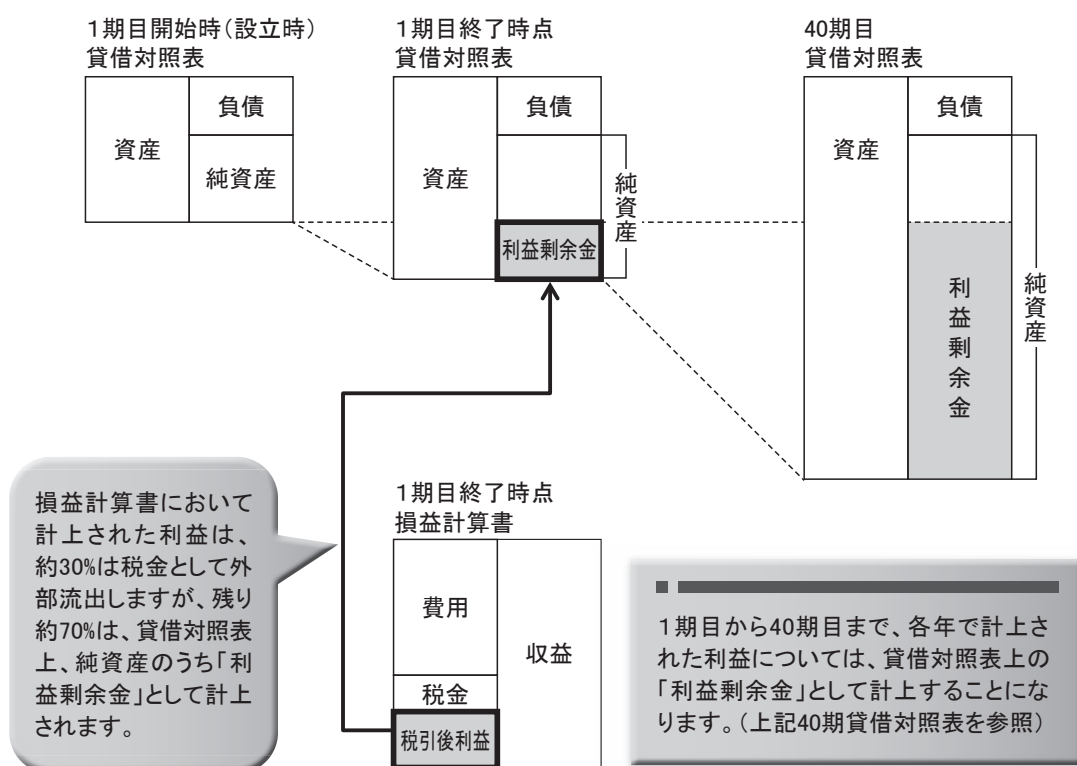 1期目開始時（設立時）
貸借対照表
資産
負債
純資産
1期目終了時点
貸借対照表
資産
負債
利益剰余金
純資産
40期目
貸借対照表
資産
負債
利益剰余金
純資産
損益計算書において
計上された利益は、
約30%は税金として外
部流出しますが、残り
約70%は、貸借対照表
上、純資産のうち「利
益剰余金」として計上
されます。
1期目終了時点
損益計算書
費用
税金
税引後利益
収益
1期目から40期目まで、各年で計上さ
れた利益については、貸借対照表上の
「利益剰余金」として計上することにな
ります。（上記40期貸借対照表を参照）